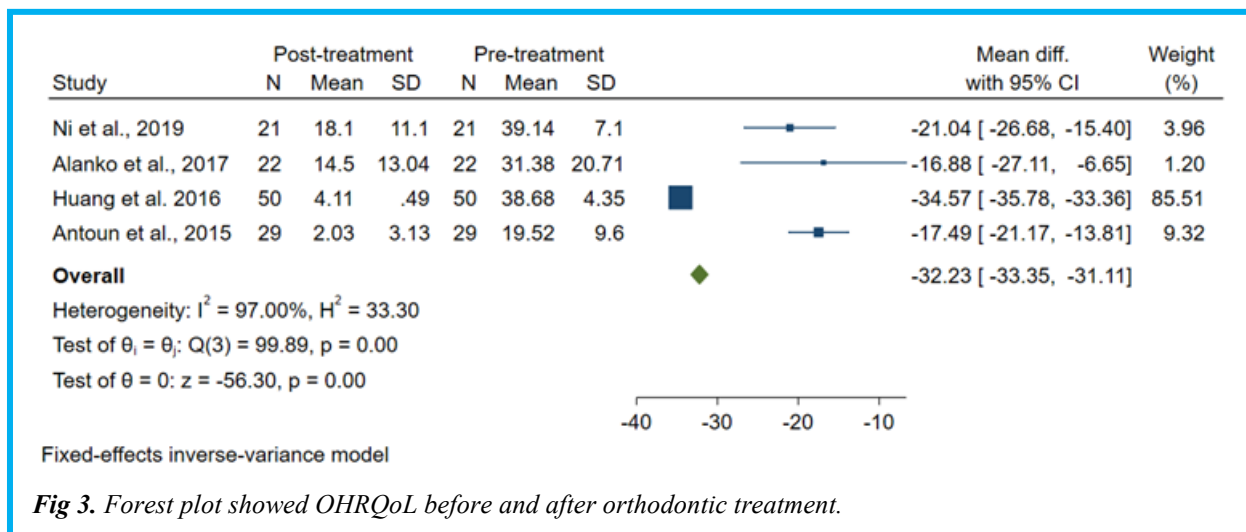 Post-treatment Pre-treatment Mean diff. Weight
Study N Mean SD N Mean SD with 95% CI (%)
Ni et al., 2019 21 18.1 11.1 21 39.14 7.1 -21.04 [ -26.68, -15.40] 3.96
Alanko et al., 2017 22 14.5 13.04 22 31.38 20.71 -16.88 [ -27.11, -6.65] 1.20
Huang et al. 2016 50 4.11 .49 50 38.68 4.35 -34.57 [ -35.78, -33.36] 85.51
Antoun et al., 2015 29 2.03 3.13 29 19.52 9.6 -17.49 [ -21.17, -13.81] 9.32
Overall -32.23 [ -33.35, -31.11]
Heterogeneity: I² = 97.00%, H² = 33.30
Test of θᵢ = θⱼ: Q(3) = 99.89, p = 0.00
Test of θ = 0: z = -56.30, p = 0.00
-40 -30 -20 -10
Fixed-effects inverse-variance model
Fig 3. Forest plot showed OHRQoL before and after orthodontic treatment.